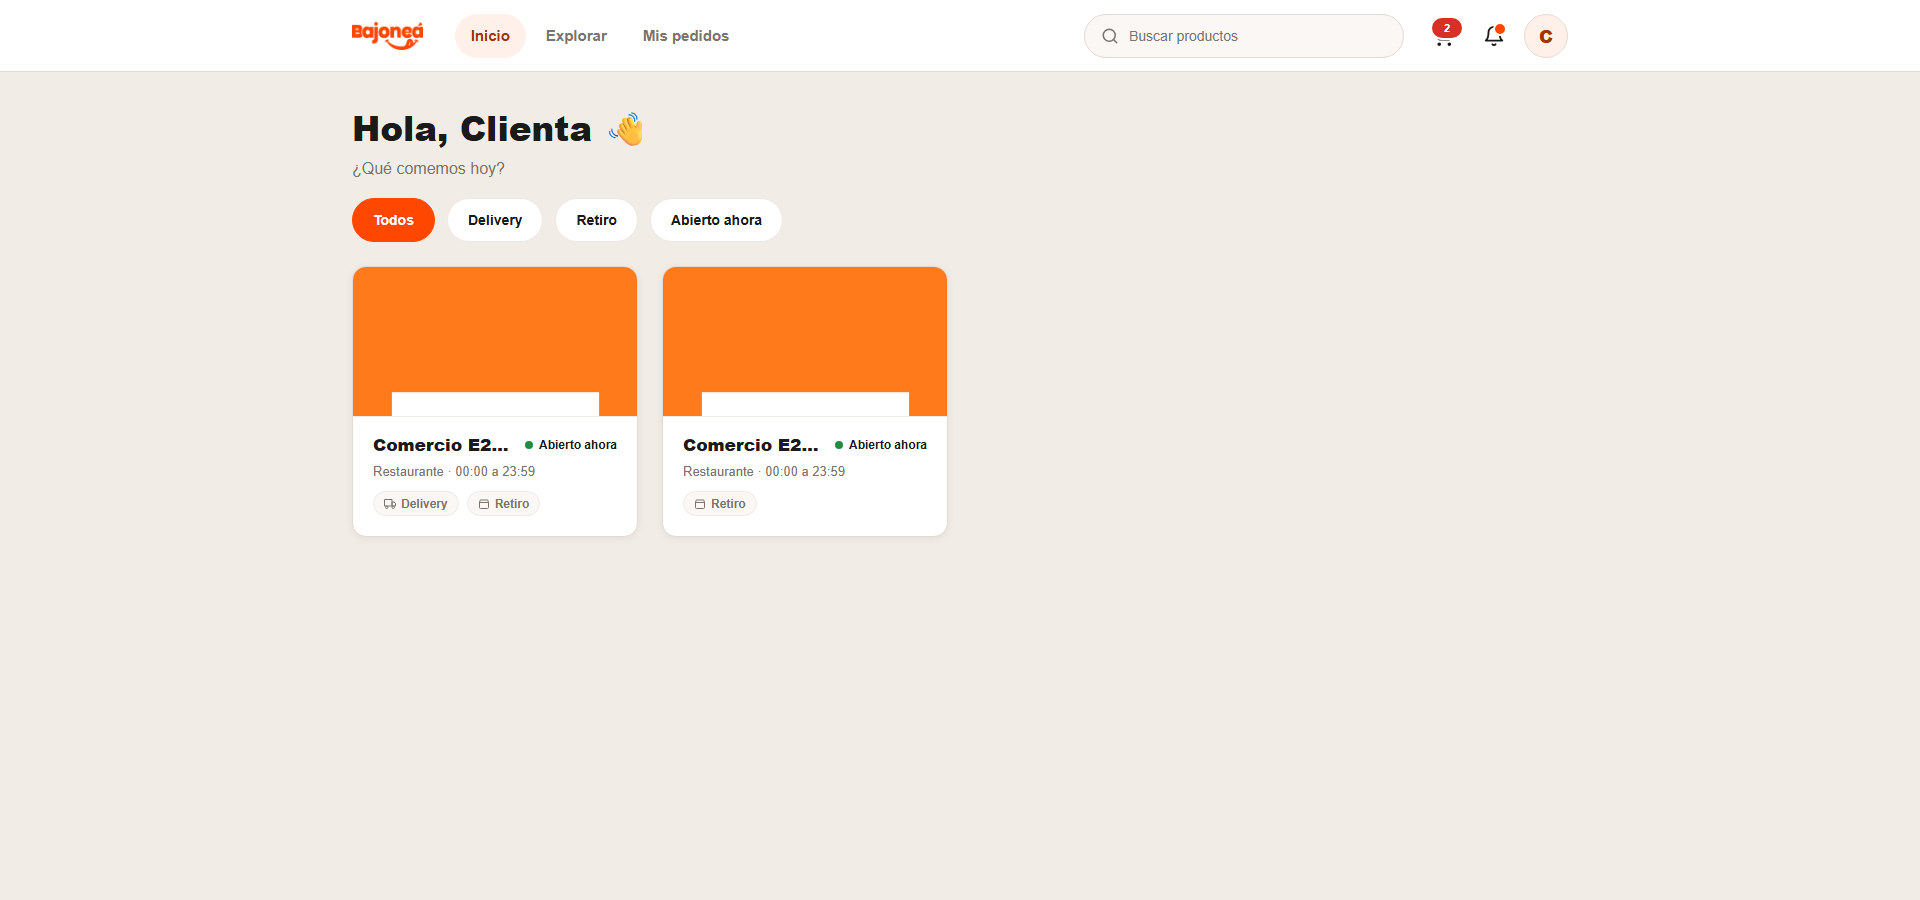 Bajoneá
Inicio
Explorar
Mis pedidos
Buscar productos
2
C
Hola, Clienta 👋
¿Qué comemos hoy?
Todos
Delivery
Retiro
Abierto ahora
Comercio E2...
Abierto ahora
Restaurante · 00:00 a 23:59
Delivery
Retiro
Comercio E2...
Abierto ahora
Restaurante · 00:00 a 23:59
Retiro